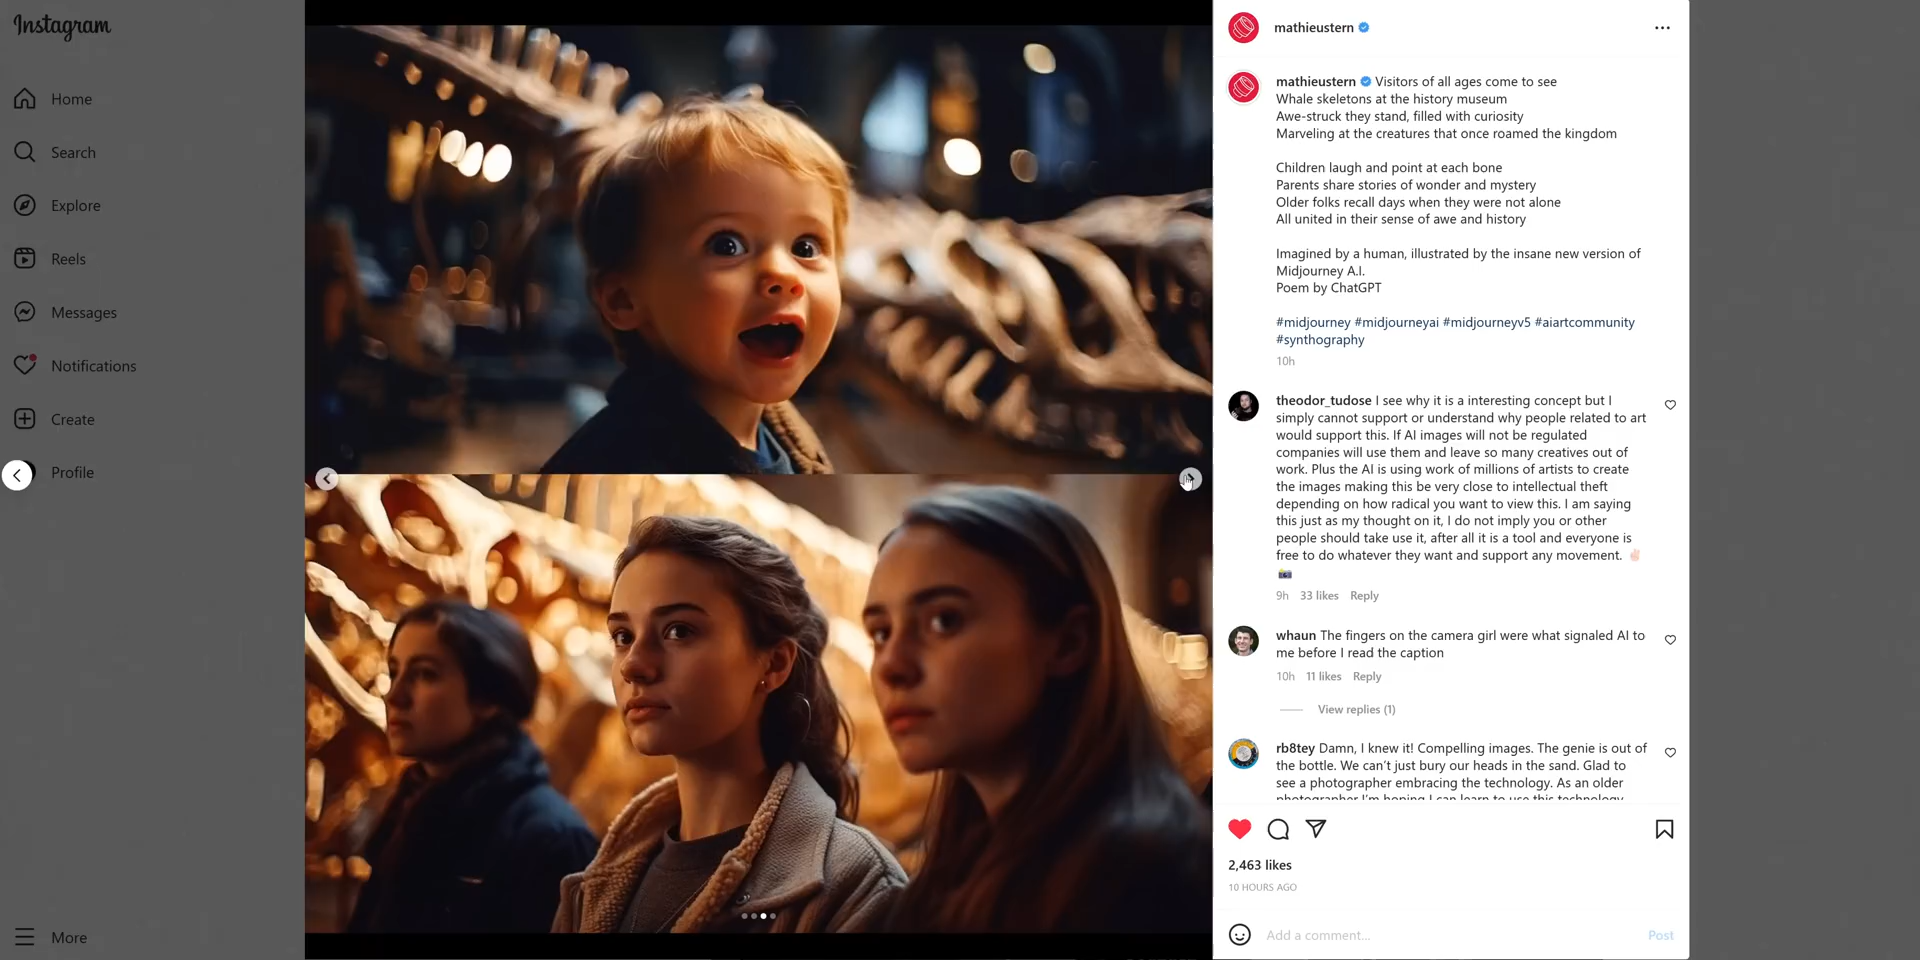 Instagram
Home
Search
Explore
Reels
Messages
Notifications
Create
Profile
More
mathieustern
mathieustern Visitors of all ages come to see
Whale skeletons at the history museum
Awe-struck they stand, filled with curiosity
Marveling at the creatures that once roamed the kingdom
Children laugh and point at each bone
Parents share stories of wonder and mystery
Older folks recall days when they were not alone
All united in their sense of awe and history
Imagined by a human, illustrated by the insane new version of
Midjourney A.I.
Poem by ChatGPT
#midjourney #midjourneyai #midjourneyv5 #aiartcommunity
#synthography
10h
theodor_tudose I see why it is a interesting concept but I
simply cannot support or understand why people related to art
would support this. If AI images will not be regulated
companies will use them and leave so many creatives out of
work. Plus the AI is using work of millions of artists to create
the images making this be very close to intellectual theft
depending on how radical you want to view this. I am saying
this just as my thought on it, I do not imply you or other
people should take use it, after all it is a tool and everyone is
free to do whatever they want and support any movement. ✌🏻
📸
9h 33 likes Reply
whaun The fingers on the camera girl were what signaled AI to
me before I read the caption
10h 11 likes Reply
View replies (1)
rb8tey Damn, I knew it! Compelling images. The genie is out of
the bottle. We can't just bury our heads in the sand. Glad to
see a photographer embracing the technology. As an older
photographer I'm hoping I can learn to use this technology
2,463 likes
10 HOURS AGO
Add a comment...
Post